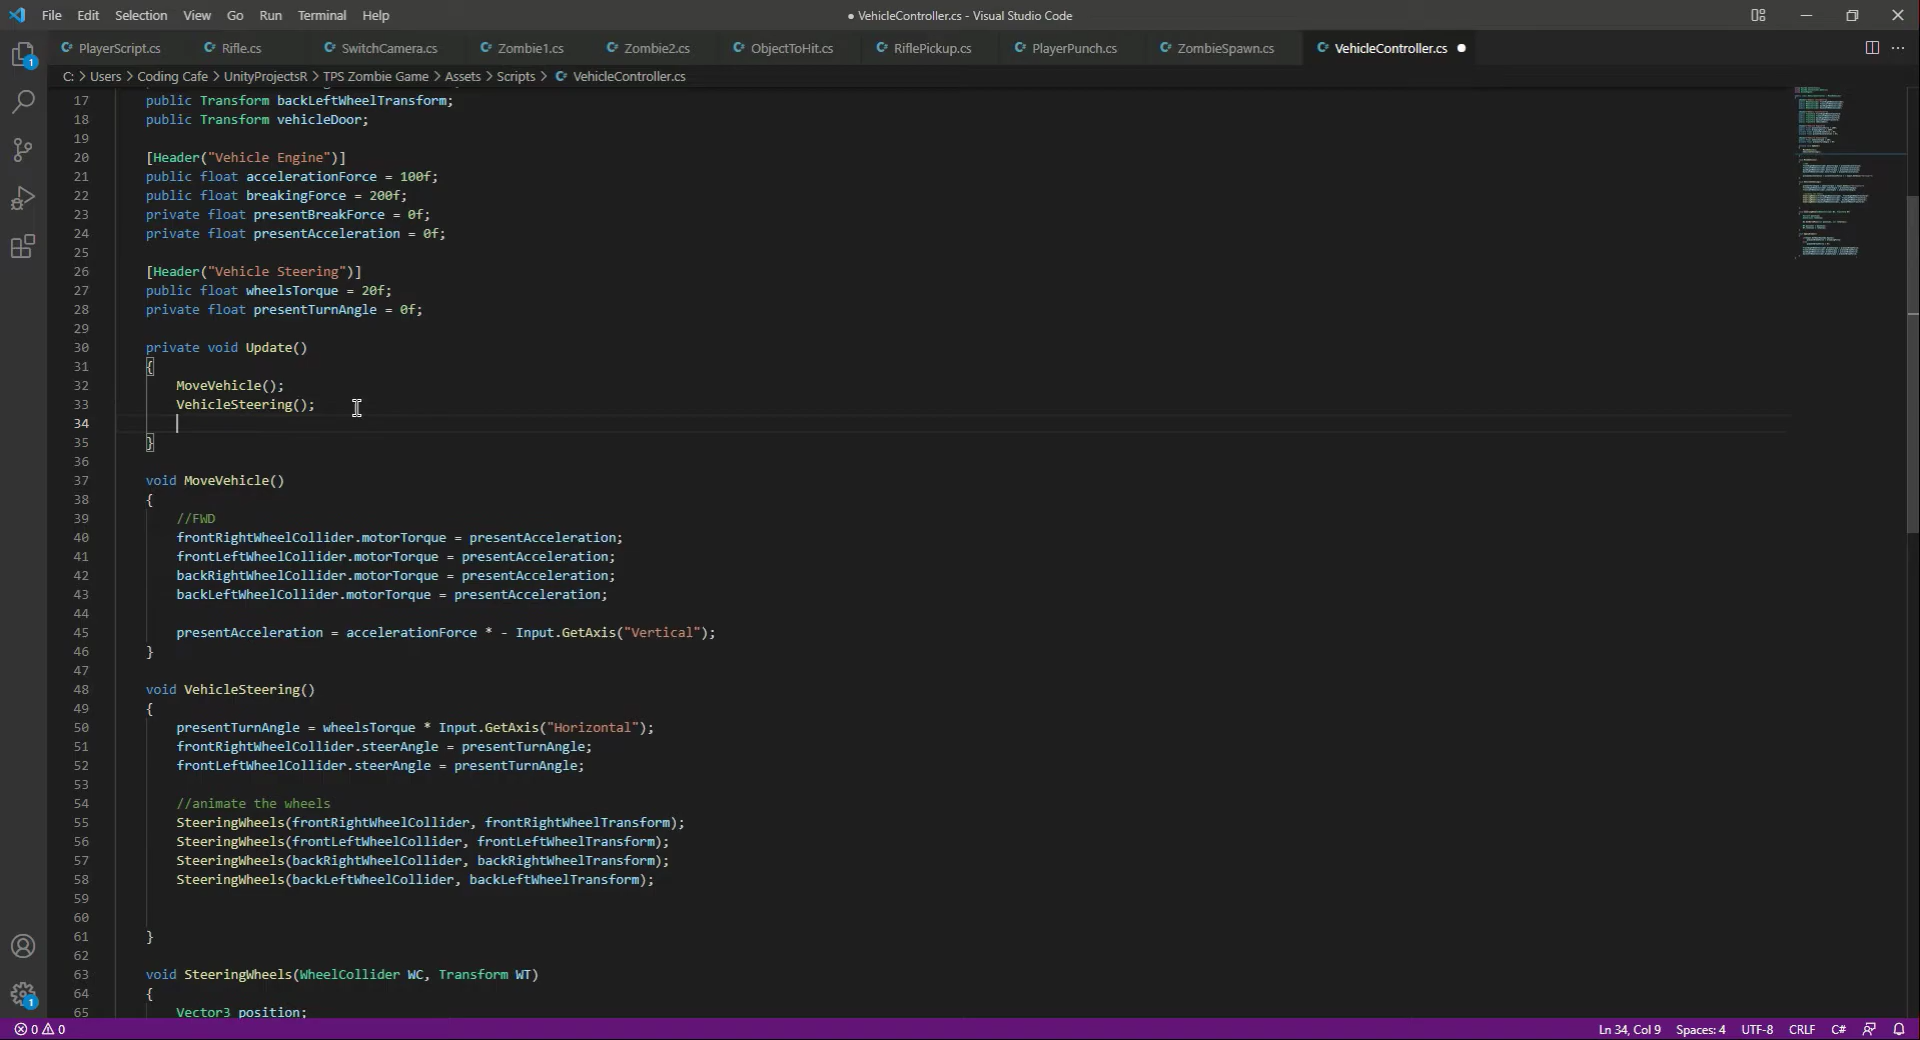 File Edit Selection View Go Run Terminal Help
● VehicleController.cs - Visual Studio Code
PlayerScript.cs Rifle.cs SwitchCamera.cs Zombie1.cs Zombie2.cs ObjectToHit.cs RiflePickup.cs PlayerPunch.cs ZombieSpawn.cs VehicleController.cs
C: > Users > Coding Cafe > UnityProjectsR > TPS Zombie Game > Assets > Scripts > VehicleController.cs
17 public Transform backLeftWheelTransform;
18 public Transform vehicleDoor;
19
20 [Header("Vehicle Engine")]
21 public float accelerationForce = 100f;
22 public float breakingForce = 200f;
23 private float presentBreakForce = 0f;
24 private float presentAcceleration = 0f;
25
26 [Header("Vehicle Steering")]
27 public float wheelsTorque = 20f;
28 private float presentTurnAngle = 0f;
29
30 private void Update()
31 {
32 MoveVehicle();
33 VehicleSteering();
34
35 }
36
37 void MoveVehicle()
38 {
39 //FWD
40 frontRightWheelCollider.motorTorque = presentAcceleration;
41 frontLeftWheelCollider.motorTorque = presentAcceleration;
42 backRightWheelCollider.motorTorque = presentAcceleration;
43 backLeftWheelCollider.motorTorque = presentAcceleration;
44
45 presentAcceleration = accelerationForce * - Input.GetAxis("Vertical");
46 }
47
48 void VehicleSteering()
49 {
50 presentTurnAngle = wheelsTorque * Input.GetAxis("Horizontal");
51 frontRightWheelCollider.steerAngle = presentTurnAngle;
52 frontLeftWheelCollider.steerAngle = presentTurnAngle;
53
54 //animate the wheels
55 SteeringWheels(frontRightWheelCollider, frontRightWheelTransform);
56 SteeringWheels(frontLeftWheelCollider, frontLeftWheelTransform);
57 SteeringWheels(backRightWheelCollider, backRightWheelTransform);
58 SteeringWheels(backLeftWheelCollider, backLeftWheelTransform);
59
60
61 }
62
63 void SteeringWheels(WheelCollider WC, Transform WT)
64 {
65 Vector3 position;
0 0 Ln 34, Col 9 Spaces: 4 UTF-8 CRLF C#